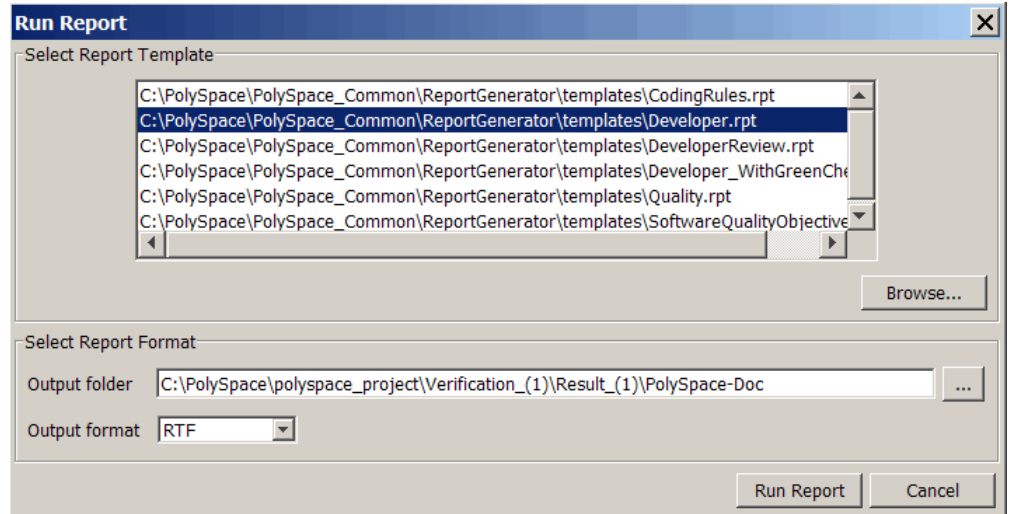 Run Report
Select Report Template
C:\PolySpace\PolySpace_Common\ReportGenerator\templates\CodingRules.rpt
C:\PolySpace\PolySpace_Common\ReportGenerator\templates\Developer.rpt
C:\PolySpace\PolySpace_Common\ReportGenerator\templates\DeveloperReview.rpt
C:\PolySpace\PolySpace_Common\ReportGenerator\templates\Developer_WithGreenChe
C:\PolySpace\PolySpace_Common\ReportGenerator\templates\Quality.rpt
C:\PolySpace\PolySpace_Common\ReportGenerator\templates\SoftwareQualityObjective
Browse...
Select Report Format
Output folder C:\PolySpace\polyspace_project\Verification_(1)\Result_(1)\PolySpace-Doc ...
Output format RTF
Run Report Cancel